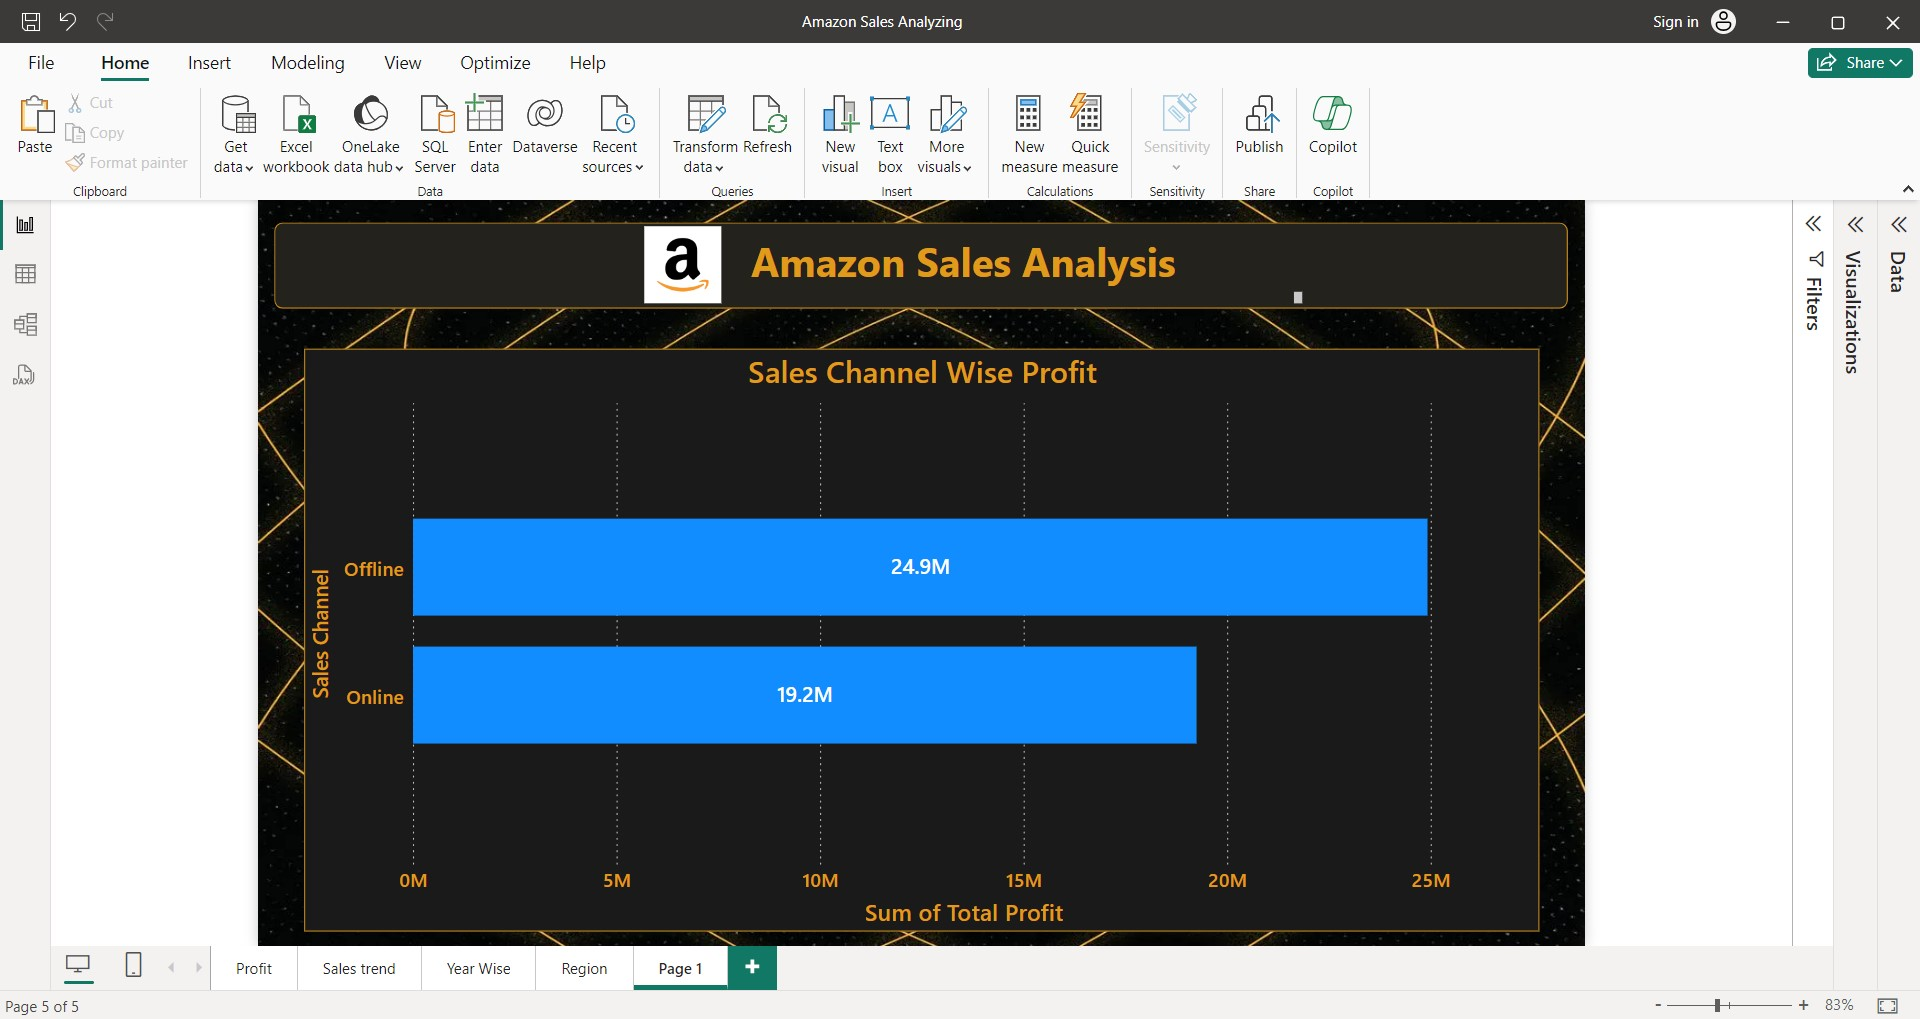 Amazon Sales Analyzing
Sign in
File Home Insert Modeling View Optimize Help
Share
Paste
Cut
Copy
Format painter
Clipboard
Get data
Excel workbook
OneLake data hub
SQL Server
Enter data
Dataverse
Recent sources
Data
Transform data
Refresh
Queries
New visual
Text box
More visuals
Insert
New measure
Quick measure
Calculations
Sensitivity
Sensitivity
Publish
Share
Copilot
Copilot
DAX
a
Amazon Sales Analysis
Filters
Visualizations
Data
Sales Channel Wise Profit
Sales Channel
Offline
24.9M
Online
19.2M
0M 5M 10M 15M 20M 25M
Sum of Total Profit
Profit Sales trend Year Wise Region Page 1 +
Page 5 of 5
- + 83%